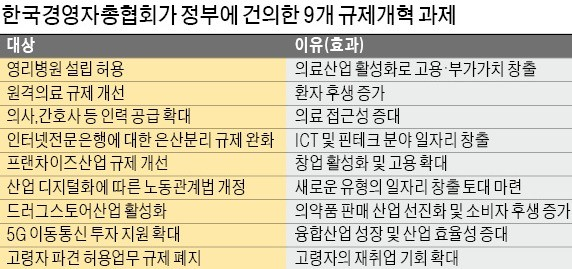 한국경영자총협회가 정부에 건의한 9개 규제개혁 과제
대상 이유(효과)
영리병원 설립 허용 의료산업 활성화로 고용·부가가치 창출
원격의료 규제 개선 환자 후생 증가
의사,간호사 등 인력 공급 확대 의료 접근성 증대
인터넷전문은행에 대한 은산분리 규제 완화 ICT 및 핀테크 분야 일자리 창출
프랜차이즈산업 규제 개선 창업 활성화 및 고용 확대
산업 디지털화에 따른 노동관계법 개정 새로운 유형의 일자리 창출 토대 마련
드러그스토어산업 활성화 의약품 판매 산업 선진화 및 소비자 후생 증가
5G 이동통신 투자 지원 확대 융합산업 성장 및 산업 효율성 증대
고령자 파견 허용업무 규제 폐지 고령자의 재취업 기회 확대